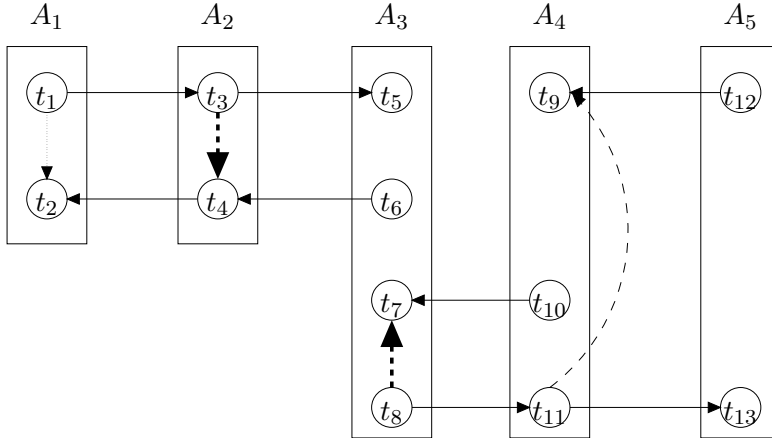 A₁ A₂ A₃ A₄ A₅
t₁ t₃ t₅ t₉ t₁₂
t₂ t₄ t₆
t₇ t₁₀
t₈ t₁₁ t₁₃